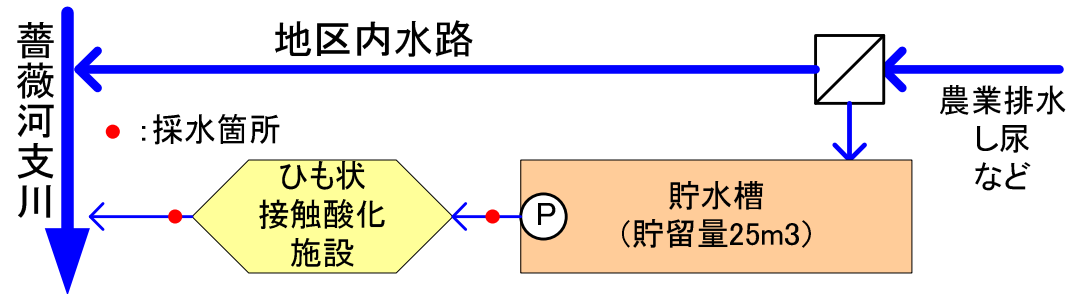 薔薇河支川
地区内水路
農業排水
し尿
など
：採水箇所
ひも状
接触酸化
施設
P
貯水槽
（貯留量25m3）